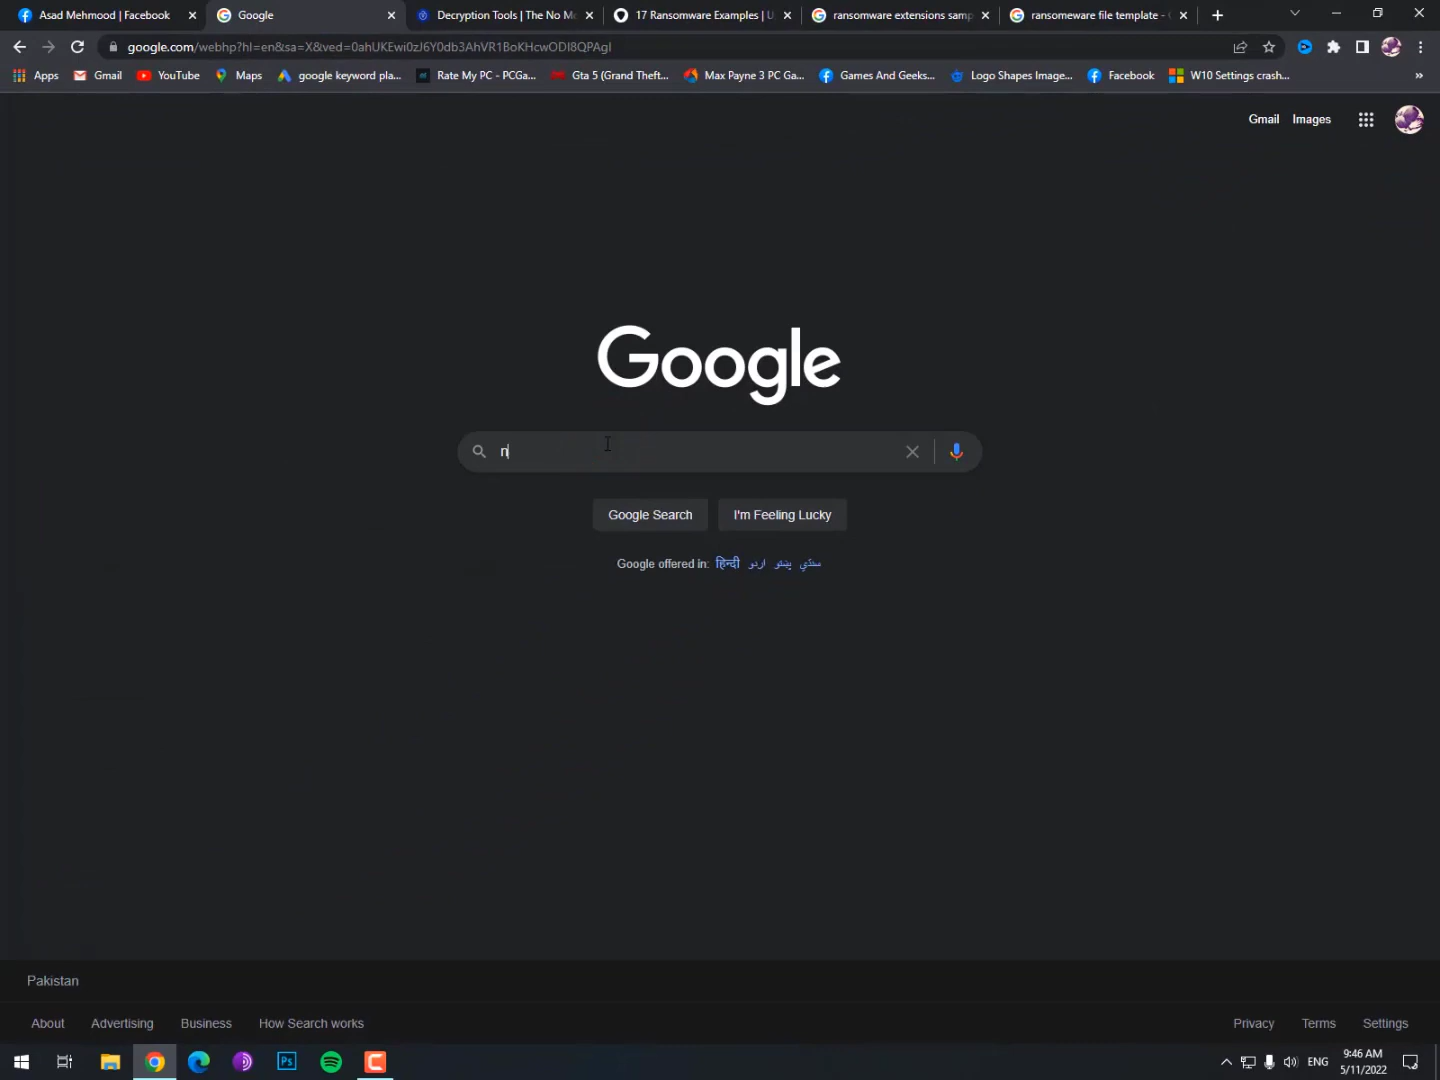 Asad Mehmood | Facebook
Google
Decryption Tools | The No M
17 Ransomware Examples | U
ransomware extensions samp
ransomeware file template - 
google.com/webhp?hl=en&sa=X&ved=0ahUKEwi0zJ6Y0db3AhVR1BoKHcwODI8QPAgI
Apps
Gmail
YouTube
Maps
google keyword pla...
Rate My PC - PCGa...
Gta 5 (Grand Theft...
Max Payne 3 PC Ga...
Games And Geeks...
Logo Shapes Image...
Facebook
W10 Settings crash...
»
Gmail
Images
Google
n
Google Search
I'm Feeling Lucky
Google offered in: हिन्दी اردو پښتو سنڌي
Pakistan
About
Advertising
Business
How Search works
Privacy
Terms
Settings
Ps
ENG
9:46 AM
5/11/2022